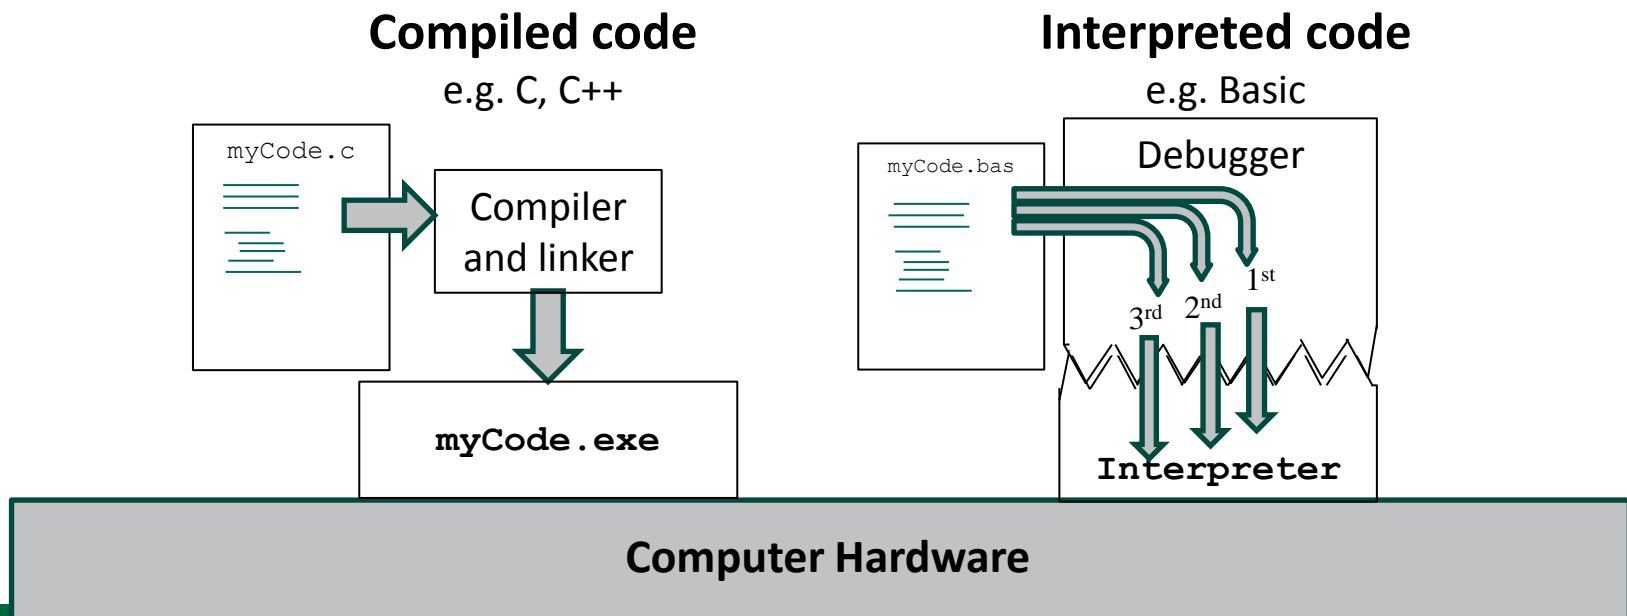 Compiled code
e.g. C, C++
myCode.c
Compiler
and linker
myCode.exe
Interpreted code
e.g. Basic
myCode.bas
Debugger
1st
2nd
3rd
Interpreter
Computer Hardware